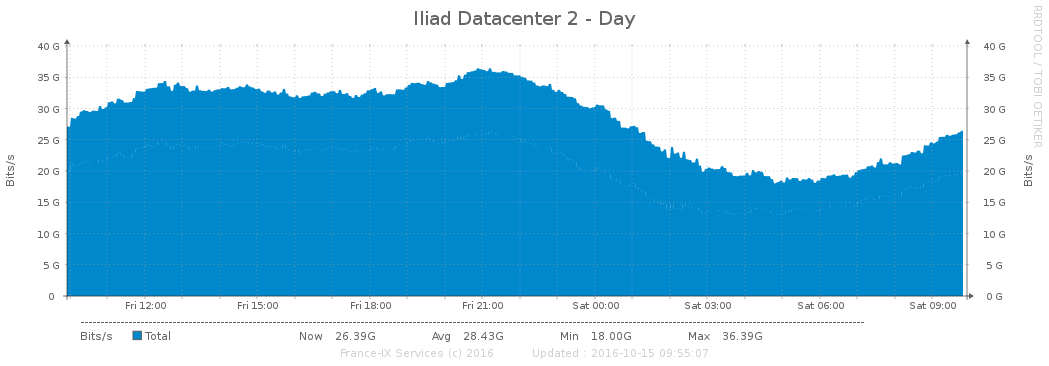 Iliad Datacenter 2 - Day
RRDTOOL / TOBI OETIKER
Bits/s
40 G 40 G
35 G 35 G
30 G 30 G
25 G 25 G
20 G 20 G
15 G 15 G
10 G 10 G
5 G 5 G
0 0 G
Bits/s
Fri 12:00 Fri 15:00 Fri 18:00 Fri 21:00 Sat 00:00 Sat 03:00 Sat 06:00 Sat 09:00
Bits/s Total Now 26.39G Avg 28.43G Min 18.00G Max 36.39G
France-IX Services (c) 2016 Updated : 2016-10-15 09:55:07